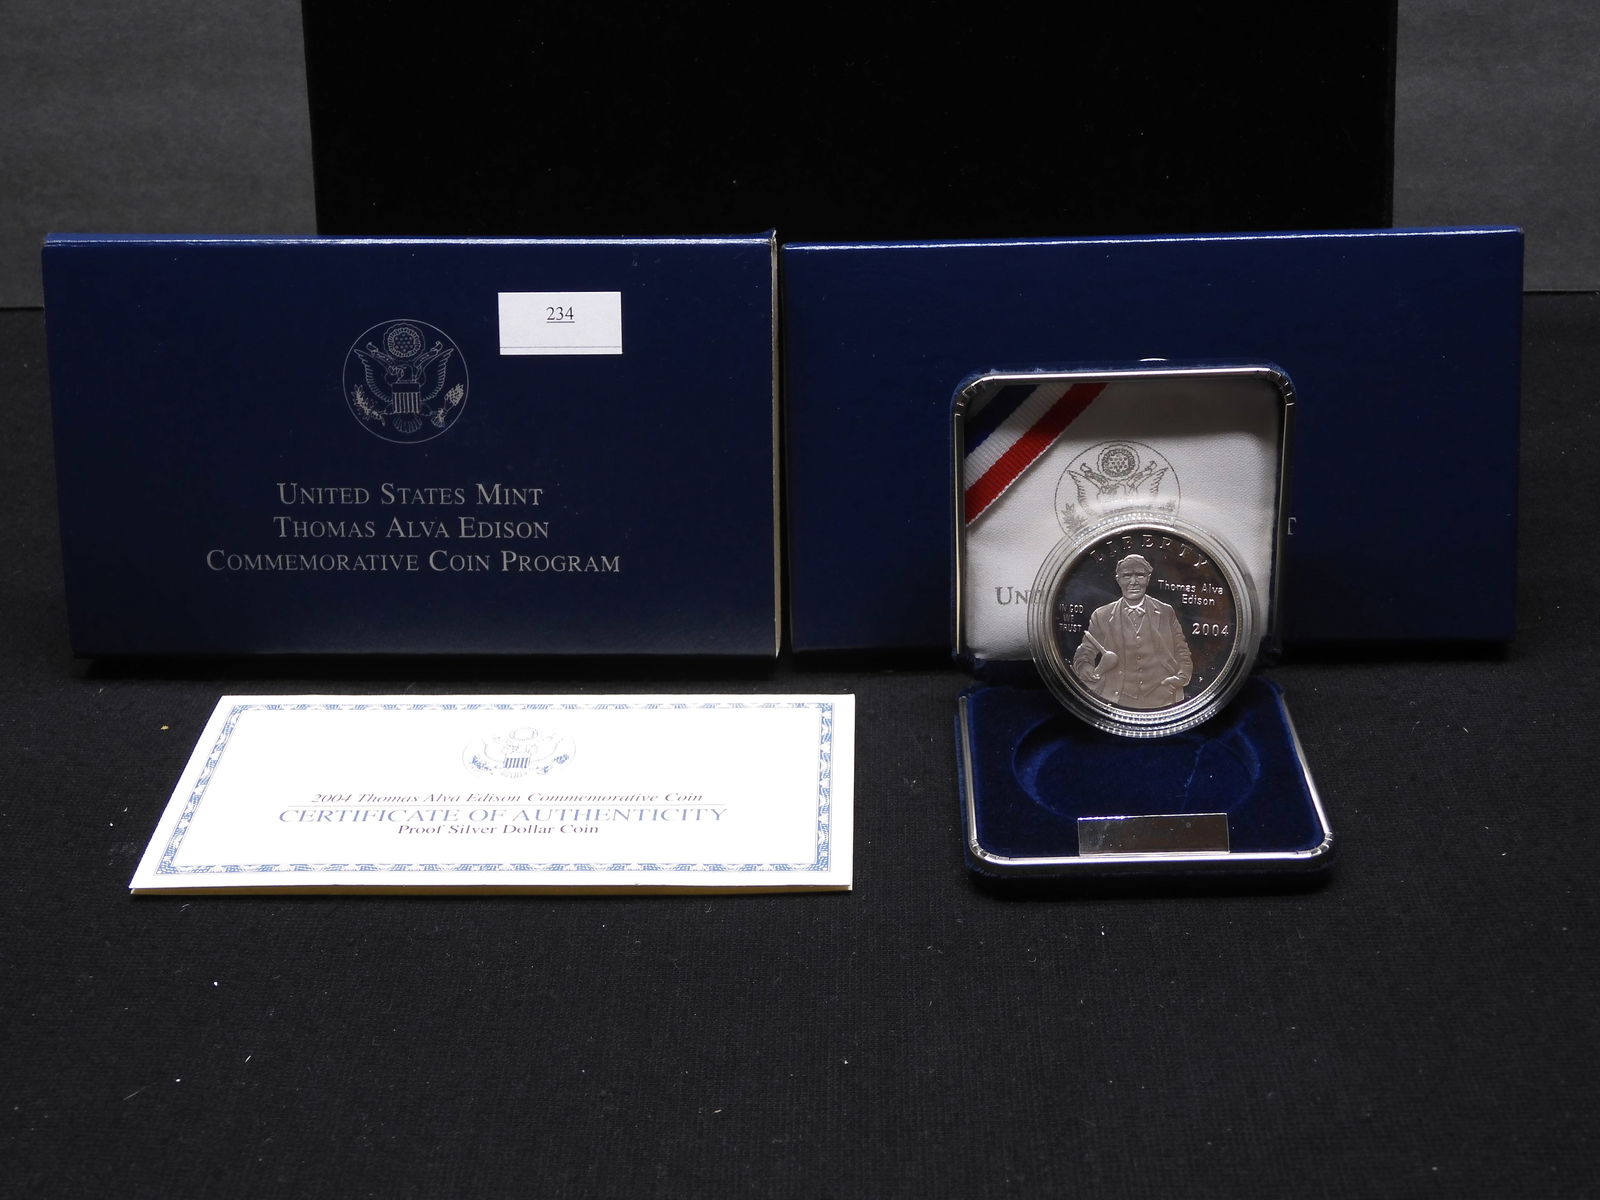 234
UNITED STATES MINT
THOMAS ALVA EDISON
COMMEMORATIVE COIN PROGRAM
LIBERTY
Thomas Alva
Edison
IN GOD
WE
TRUST
2004
P
2004 Thomas Alva Edison Commemorative Coin
CERTIFICATE OF AUTHENTICITY
Proof Silver Dollar Coin